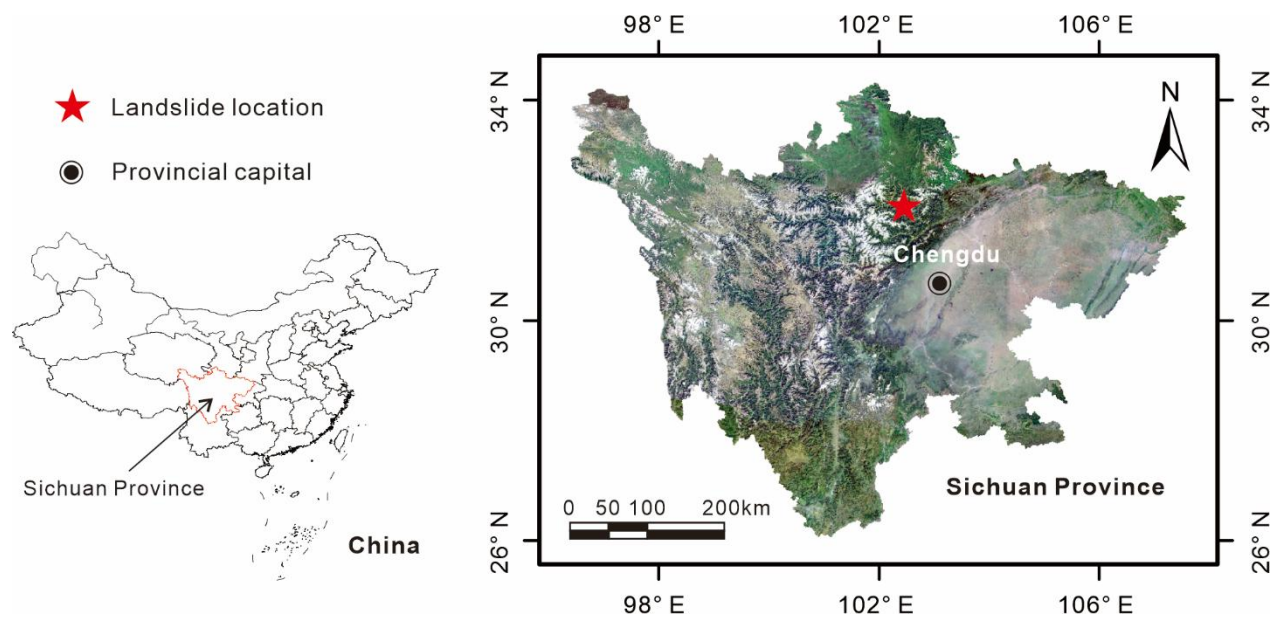 Landslide location
Provincial capital
Sichuan Province
China
98° E 102° E 106° E
34° N
30° N
26° N
34° N
30° N
26° N
N
Chengdu
Sichuan Province
0 50 100 200km
98° E 102° E 106° E